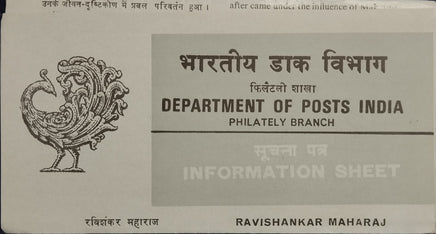 उनके जीवन-दृष्टिकोण में प्रबल परिवर्तन हुआ।
after came under the influence of
भारतीय डाक विभाग
फिलैटली शाखा
DEPARTMENT OF POSTS INDIA
PHILATELY BRANCH
सूचना पत्र
INFORMATION SHEET
रविशंकर महाराज
RAVISHANKAR MAHARAJ